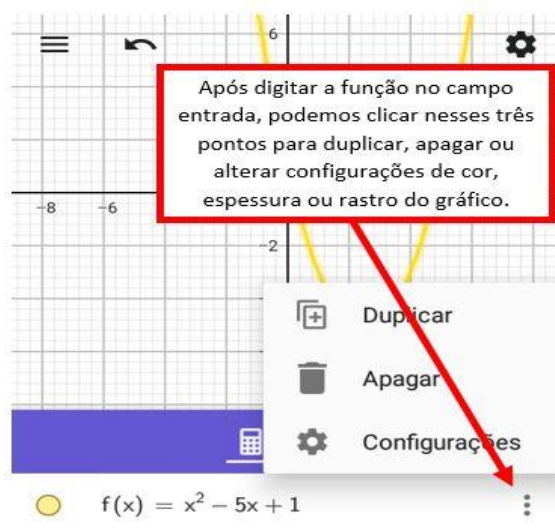 6
Após digitar a função no campo
entrada, podemos clicar nesses três
pontos para duplicar, apagar ou
alterar configurações de cor,
espessura ou rastro do gráfico.
-8 -6
-2
Duplicar
Apagar
Configurações
f(x) = x² − 5x + 1